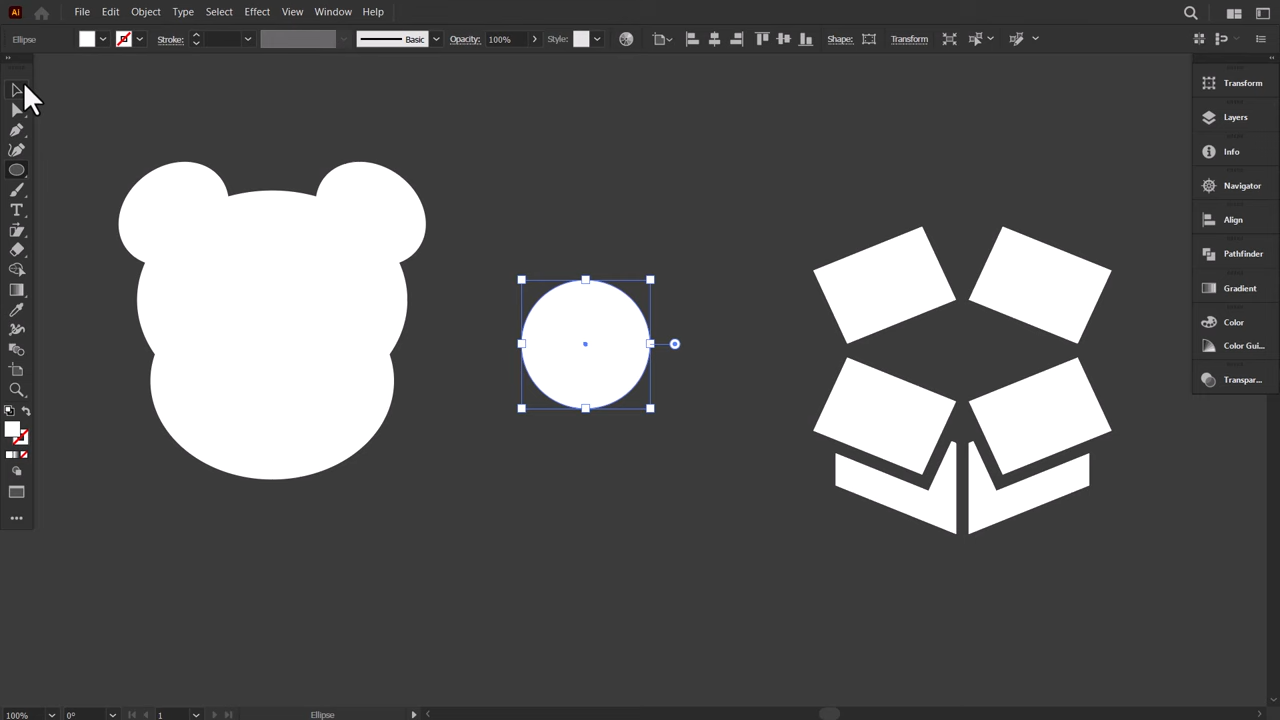 Ai File Edit Object Type Select Effect View Window Help
Ellipse Stroke: Basic Opacity: 100% Style: Shape: Transform
Transform
Layers
Info
Navigator
Align
Pathfinder
Gradient
Color
Color Gui...
Transpar...
100% 0° 1 Ellipse